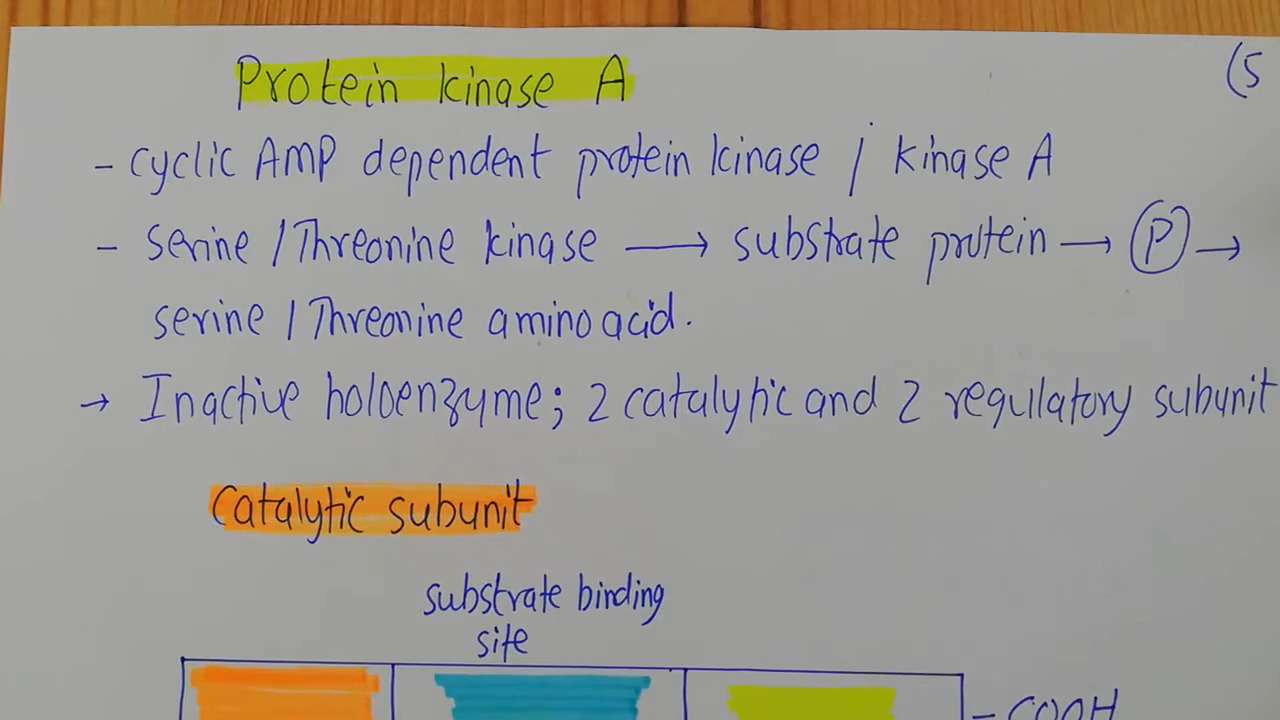 Protein kinase A
(5
- cyclic AMP dependent protein kinase / kinase A
- serine / Threonine kinase → substrate protein → Ⓟ →
serine / Threonine amino acid.
→ Inactive holoenzyme; 2 catalytic and 2 regulatory subunit
Catalytic subunit
substrate binding
site
- COOH